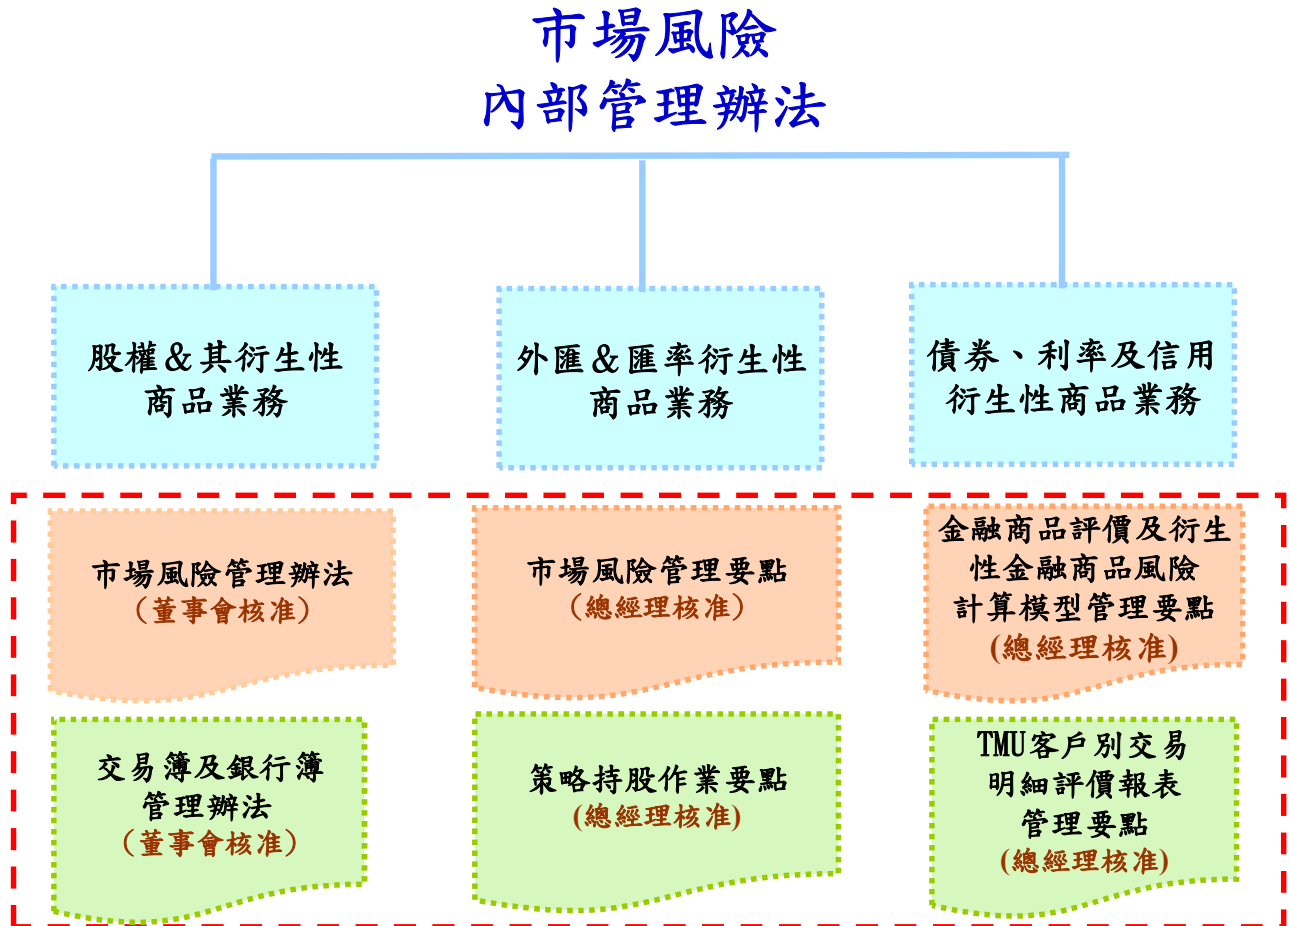 市場風險
內部管理辦法
股權＆其衍生性
商品業務
外匯＆匯率衍生性
商品業務
債券、利率及信用
衍生性商品業務
市場風險管理辦法
（董事會核准）
市場風險管理要點
（總經理核准）
金融商品評價及衍生
性金融商品風險
計算模型管理要點
(總經理核准)
交易簿及銀行簿
管理辦法
（董事會核准）
策略持股作業要點
(總經理核准)
TMU客戶別交易
明細評價報表
管理要點
(總經理核准)